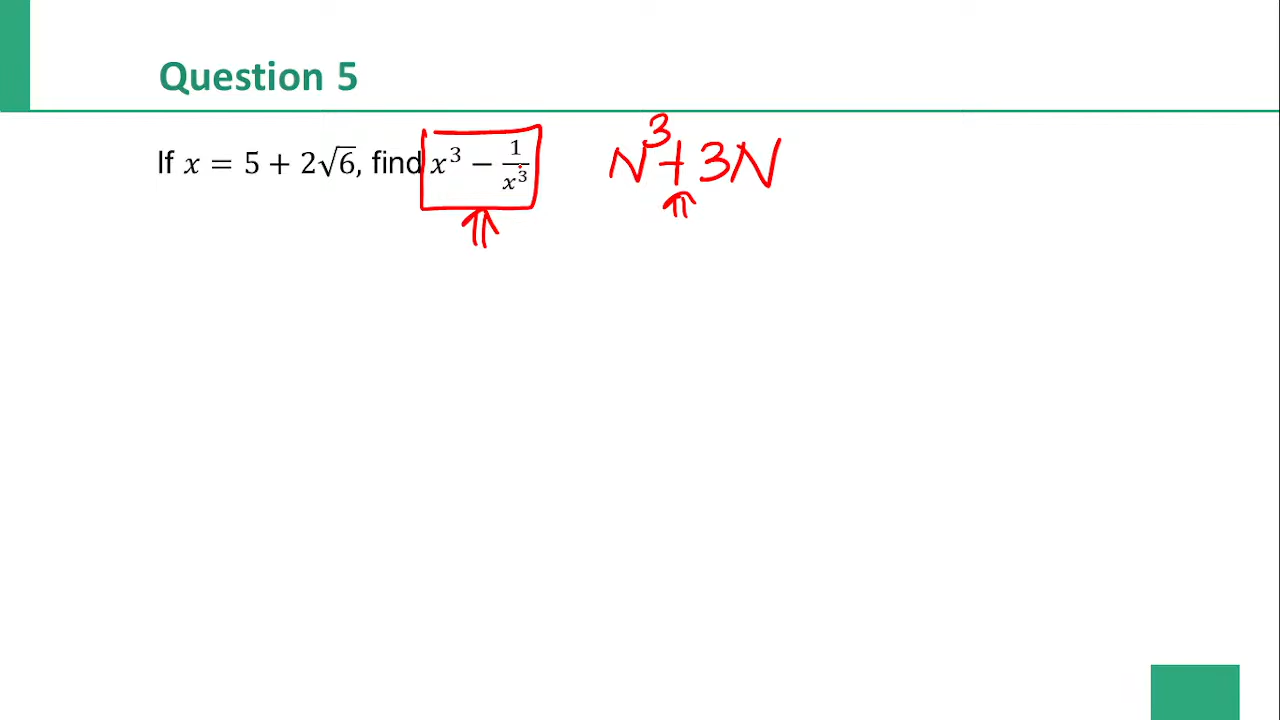 Question 5
If x = 5 + 2√6, find x³ − 1/x³ N³ + 3N